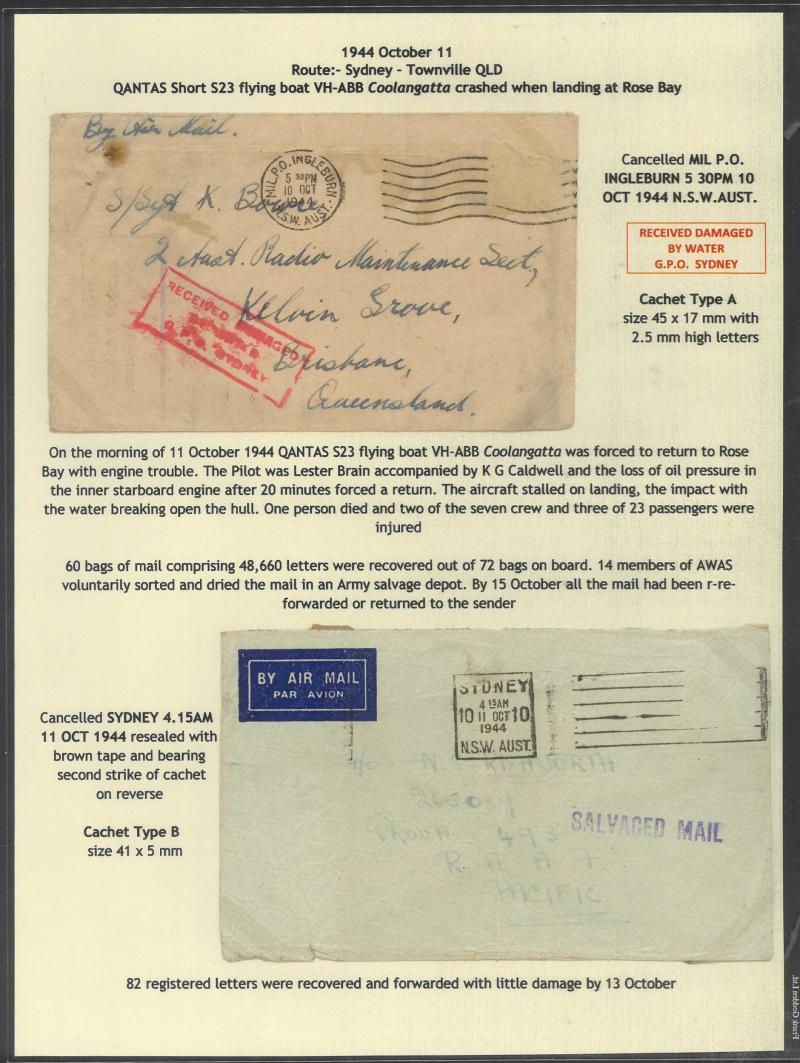 1944 October 11
Route:- Sydney - Townville QLD
QANTAS Short S23 flying boat VH-ABB Coolangatta crashed when landing at Rose Bay
By Air Mail.
MIL.P.O. INGLEBURN
5 30PM
10 OCT
1944
N.S.W. AUST.
S/Sgt K. Bowe
2 Aust. Radio Maintenance Sect,
Kelvin Grove,
Brisbane,
Queensland.
RECEIVED DAMAGED
G.P.O. SYDNEY
Cancelled MIL P.O.
INGLEBURN 5 30PM 10
OCT 1944 N.S.W.AUST.
RECEIVED DAMAGED
BY WATER
G.P.O. SYDNEY
Cachet Type A
size 45 x 17 mm with
2.5 mm high letters
On the morning of 11 October 1944 QANTAS S23 flying boat VH-ABB Coolangatta was forced to return to Rose
Bay with engine trouble. The Pilot was Lester Brain accompanied by K G Caldwell and the loss of oil pressure in
the inner starboard engine after 20 minutes forced a return. The aircraft stalled on landing, the impact with
the water breaking open the hull. One person died and two of the seven crew and three of 23 passengers were
injured
60 bags of mail comprising 48,660 letters were recovered out of 72 bags on board. 14 members of AWAS
voluntarily sorted and dried the mail in an Army salvage depot. By 15 October all the mail had been r-re-
forwarded or returned to the sender
BY AIR MAIL
PAR AVION
SYDNEY
4 15AM
10 11 OCT 10
1944
N.S.W. AUST.
RISHWORTH
493
R A A F
PACIFIC
SALVAGED MAIL
Cancelled SYDNEY 4.15AM
11 OCT 1944 resealed with
brown tape and bearing
second strike of cachet
on reverse
Cachet Type B
size 41 x 5 mm
82 registered letters were recovered and forwarded with little damage by 13 October
Frank Godden Ltd.